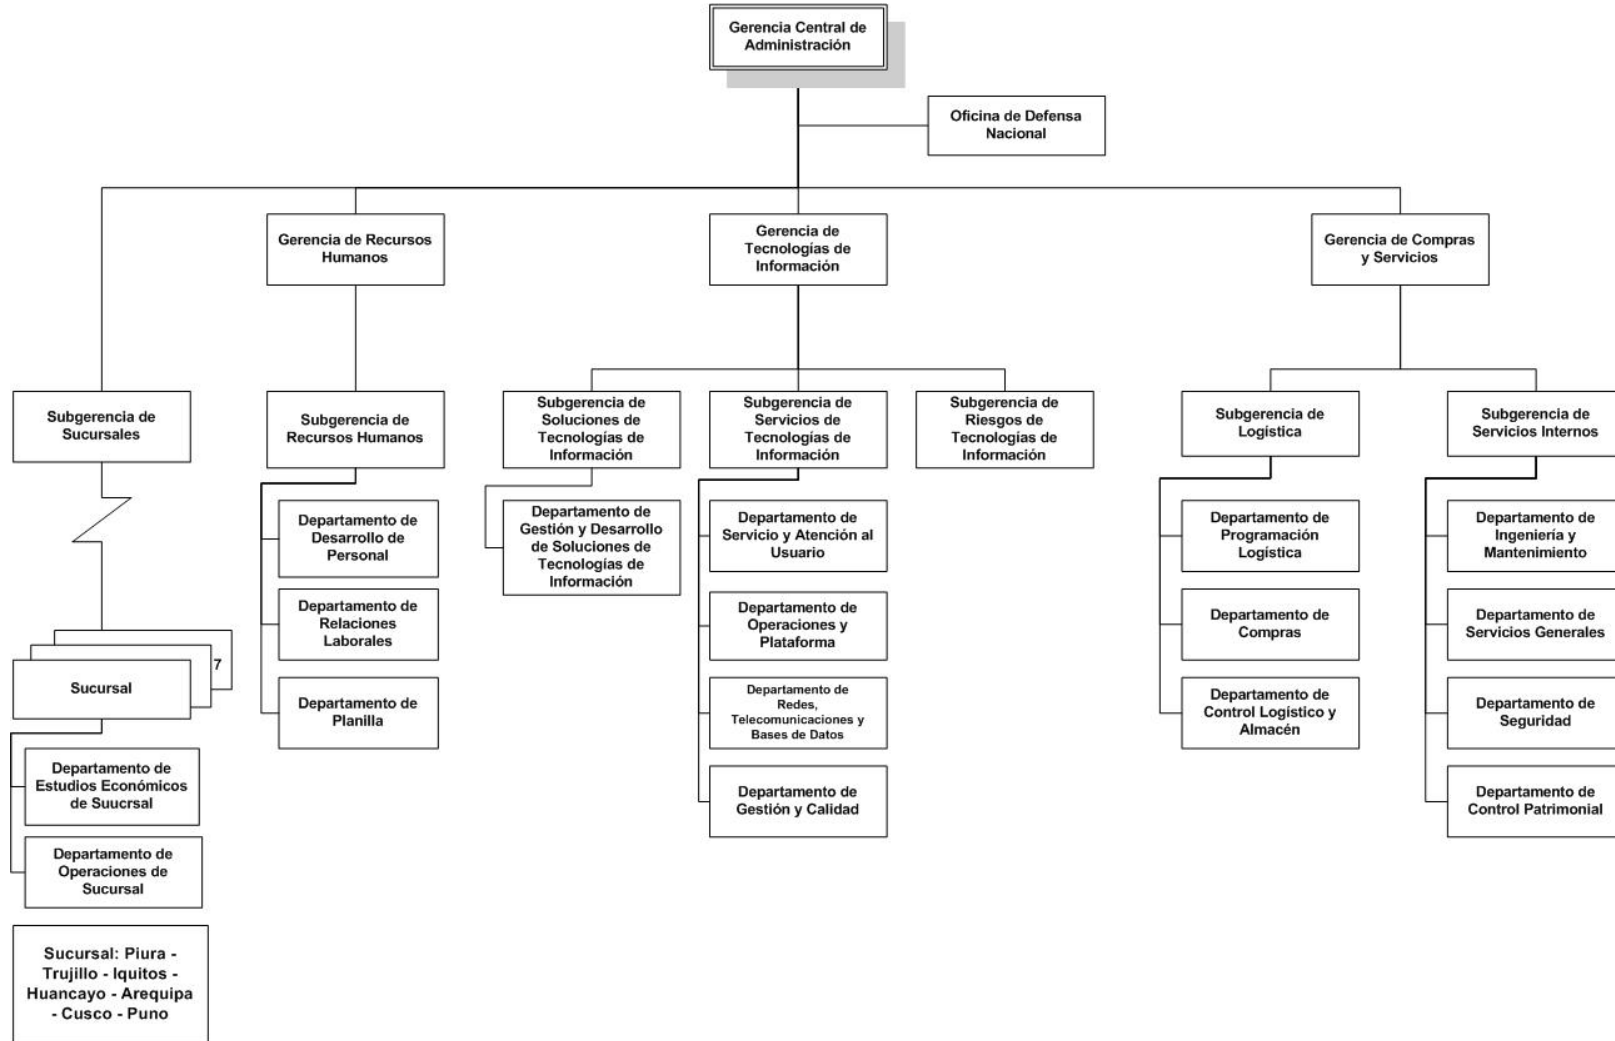 Gerencia Central de
Administración
Oficina de Defensa
Nacional
Gerencia de Recursos
Humanos
Gerencia de
Tecnologías de
Información
Gerencia de Compras
y Servicios
Subgerencia de
Sucursales
Subgerencia de
Recursos Humanos
Subgerencia de
Soluciones de
Tecnologías de
Información
Subgerencia de
Servicios de
Tecnologías de
Información
Subgerencia de
Riesgos de
Tecnologías de
Información
Subgerencia de
Logística
Subgerencia de
Servicios Internos
7
Sucursal
Departamento de
Estudios Económicos
de Suucrsal
Departamento de
Operaciones de
Sucursal
Sucursal: Piura -
Trujillo - Iquitos -
Huancayo - Arequipa
- Cusco - Puno
Departamento de
Desarrollo de
Personal
Departamento de
Relaciones
Laborales
Departamento de
Planilla
Departamento de
Gestión y Desarrollo
de Soluciones de
Tecnologías de
Información
Departamento de
Servicio y Atención al
Usuario
Departamento de
Operaciones y
Plataforma
Departamento de
Redes,
Telecomunicaciones y
Bases de Datos
Departamento de
Gestión y Calidad
Departamento de
Programación
Logística
Departamento de
Compras
Departamento de
Control Logístico y
Almacén
Departamento de
Ingeniería y
Mantenimiento
Departamento de
Servicios Generales
Departamento de
Seguridad
Departamento de
Control Patrimonial